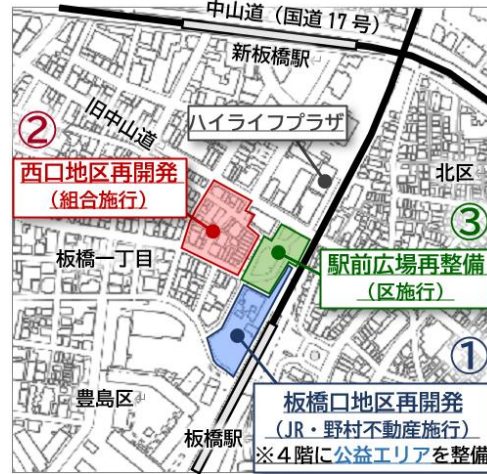 中山道（国道17号）
新板橋駅
旧中山道
ハイライフプラザ
②
西口地区再開発
（組合施行）
北区
③
駅前広場再整備
（区施行）
板橋一丁目
①
板橋口地区再開発
（JR・野村不動産施行）
※４階に公益エリアを整備
豊島区
板橋駅